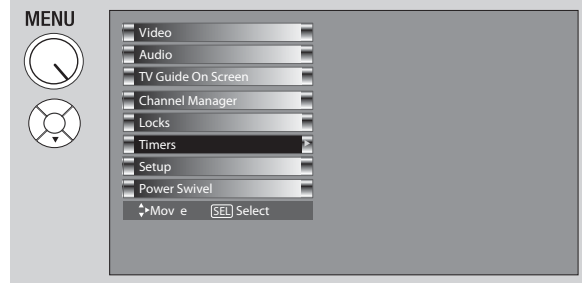 MENU
Video
Audio
TV Guide On Screen
Channel Manager
Locks
Timers
Setup
Power Swivel
Mov e SEL Select